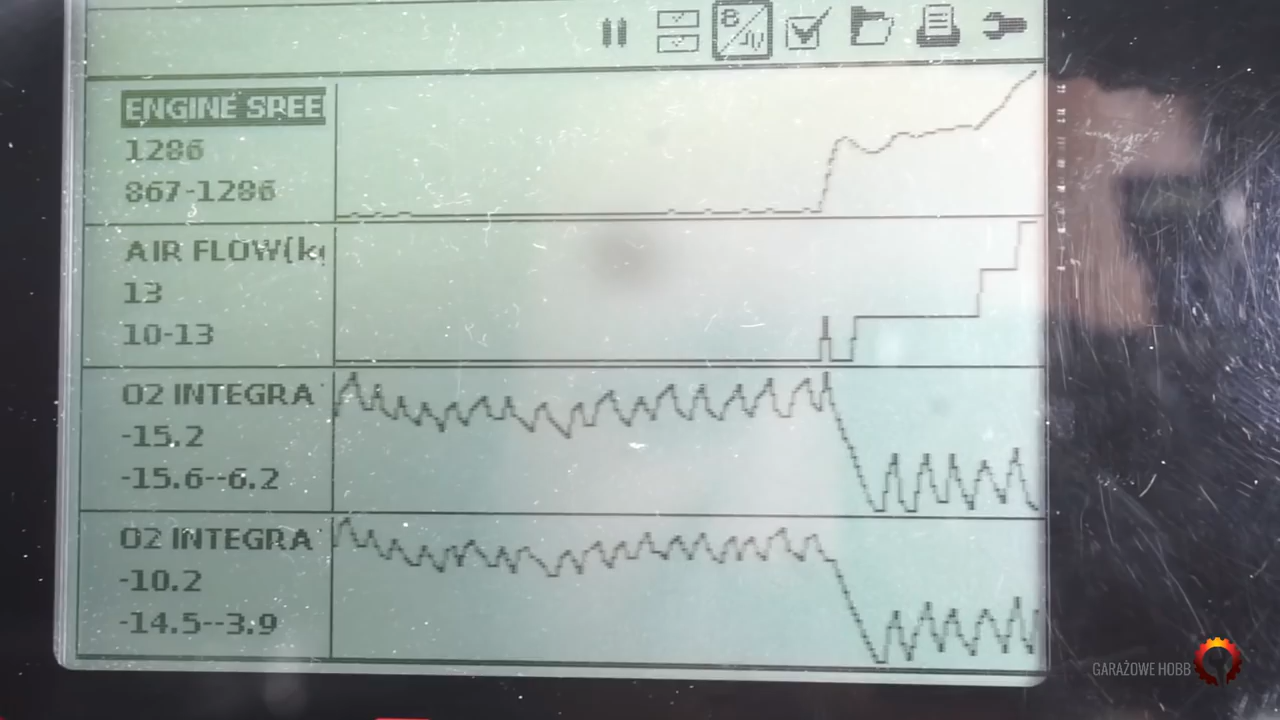 ENGINE SPEE
1286
867-1286
AIR FLOW(k
13
10-13
O2 INTEGRA
-15.2
-15.6--6.2
O2 INTEGRA
-10.2
-14.5--3.9
GARAŻOWE HOBB